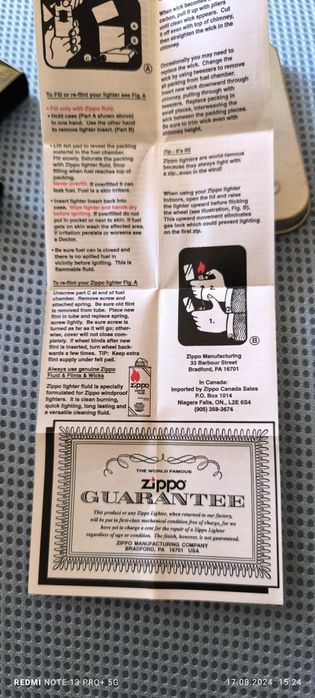 To Fill or re-flint your lighter see Fig. A
• Fill only with Zippo fluid.
• Hold case (Part A shown above)
in one hand. Use the other hand
to remove lighter insert, (Part B)
• Lift felt pad to reveal the packing
material to the fuel chamber.
Fill slowly. Saturate the packing
with Zippo lighter fluid. Stop
filling when fuel reaches top of
packing.
Never overfill. If overfilled it can
leak fuel. Fuel is a skin irritant.
• Insert lighter insert back into
case. Wipe lighter and hands dry
before igniting. If overfilled do not
put in pocket or next to skin. If fuel
gets on skin wash the affected area.
If irritation persists or worsens see
a Doctor.
• Be sure fuel can is closed and
there is no spilled fuel in
vicinity before igniting. This is
flammable fluid.
To re-flint your Zippo lighter Fig. A
Unscrew part C at end of fuel
chamber. Remove screw and
attached spring. Be sure old flint
is removed from tube. Place new
flint in tube and replace spring,
screw lightly. Be sure screw is
turned as far as it will go; other-
wise, cover will not close com-
pletely. If wheel binds after new
flint is inserted, turn wheel back-
wards a few times. TIP: Keep extra
flint supply under felt pad.
Always use genuine Zippo
Fluid & Flints & Wicks
Zippo lighter fluid is specially
formulated for Zippo windproof
lighters. It is clean burning,
quick lighting, long lasting and
a versatile cleaning fluid.
zippo
A
When wick becomes
carbon, pull it up with pliers
until clean wick appears. Cut
it off even with top of chimney,
then straighten the wick in the
chimney.
Occasionally you may need to
replace the wick. Change the
wick by using tweezers to remove
all packing from fuel chamber.
Insert new wick downward through
chimney, pulling through with
tweezers. Replace packing in
small pieces, interweaving the
wick between the padding pieces.
Be sure to trim wick even with
chimney height.
Zip - it's lit
Zippo lighters are world-famous
because they always light with
a zip...even in the wind!
When using your Zippo lighter
indoors, open the lid and raise
the lighter upward before flicking
the wheel (see illustration, Fig. B).
This upward movement eliminates
gas lock which could prevent lighting
on the first zip.
2.
1.
B
Zippo Manufacturing
33 Barbour Street
Bradford, PA 16701
In Canada:
Imported by Zippo Canada Sales
P.O. Box 1014
Niagara Falls, ON., L2E 6S4
(905) 358-3674
THE WORLD FAMOUS
zippo
GUARANTEE
This product or any Zippo Lighter, when returned to our factory,
will be put in first-class mechanical condition free of charge, for we
have yet to charge a cent for the repair of a Zippo Lighter
regardless of age or condition. The finish, however, is not guaranteed.
ZIPPO MANUFACTURING COMPANY
BRADFORD, PA 16701 USA
REDMI NOTE 13 PRO+ 5G
17.08.2024 15:24